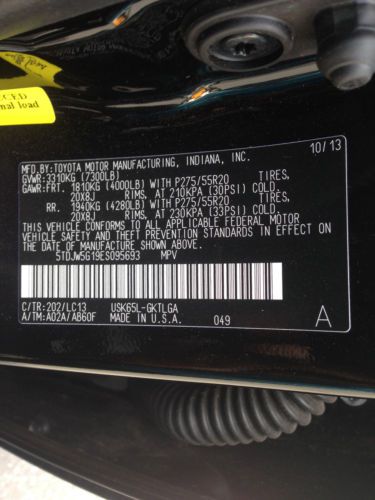 CED
nal load
MFD.BY:TOYOTA MOTOR MANUFACTURING, INDIANA, INC. 10/13
GVWR:3310KG (7300LB)
GAWR:FRT. 1810KG (4000LB) WITH P275/55R20 TIRES,
20X8J RIMS, AT 210KPA (30PSI) COLD.
RR. 1940KG (4280LB) WITH P275/55R20 TIRES,
20X8J RIMS, AT 230KPA (33PSI) COLD.
THIS VEHICLE CONFORMS TO ALL APPLICABLE FEDERAL MOTOR
VEHICLE SAFETY AND THEFT PREVENTION STANDARDS IN EFFECT
ON THE DATE OF MANUFACTURE SHOWN ABOVE.
5TDJW5G19ES095693 MPV
C/TR:202/LC13 USK65L-GKTLGA
A/TM:A02A/AB60F MADE IN U.S.A. 049 A